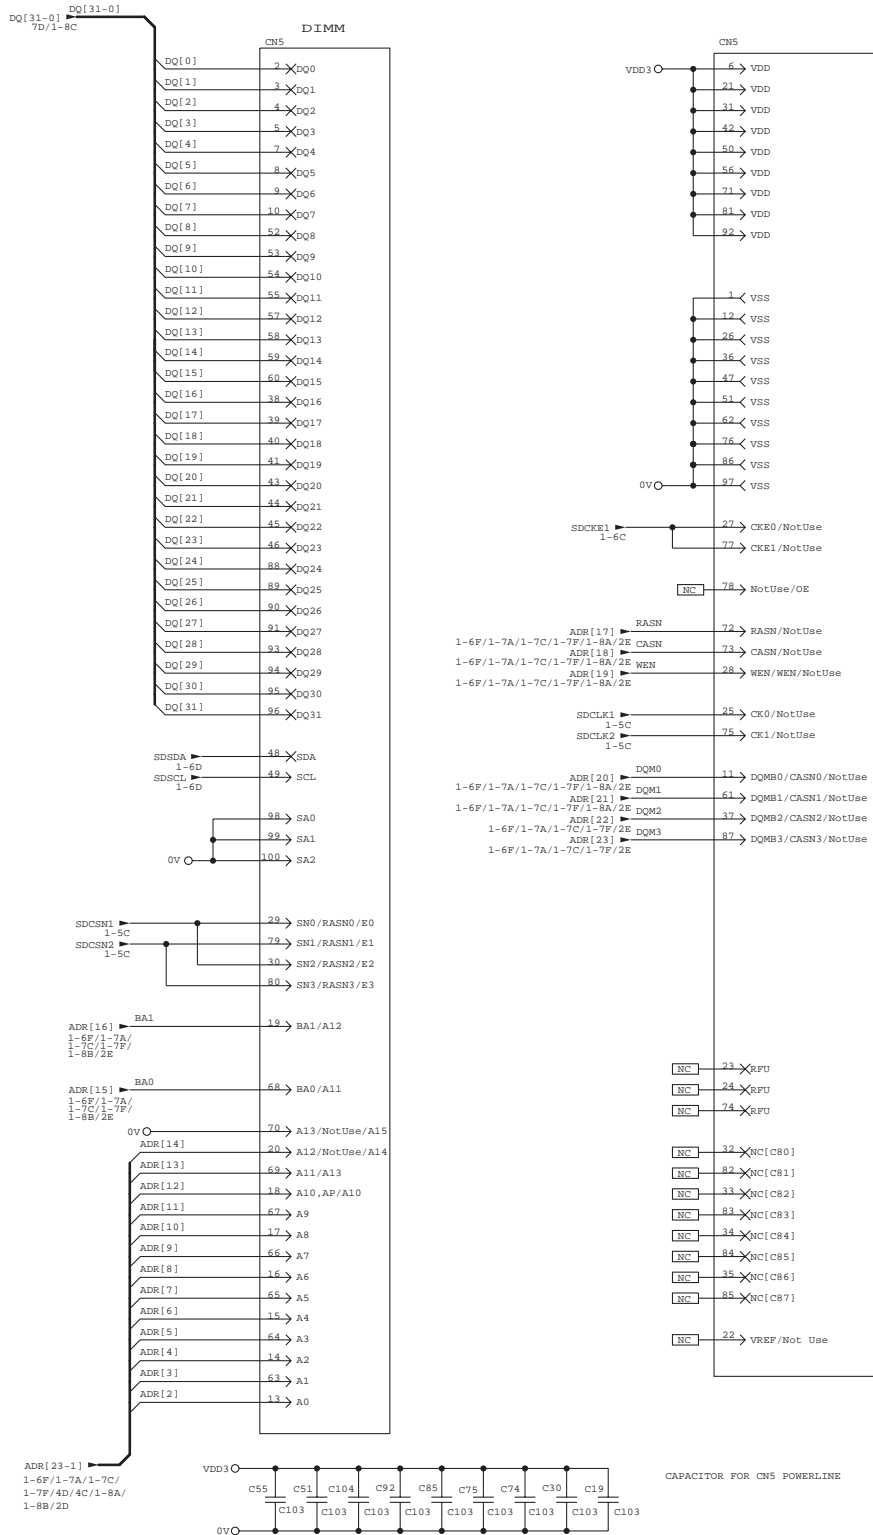 DQ[31-0]
DQ[31-0]
7D/1-8C
DIMM
CN5
DQ[0] 2 DQ0
DQ[1] 3 DQ1
DQ[2] 4 DQ2
DQ[3] 5 DQ3
DQ[4] 7 DQ4
DQ[5] 8 DQ5
DQ[6] 9 DQ6
DQ[7] 10 DQ7
DQ[8] 52 DQ8
DQ[9] 53 DQ9
DQ[10] 54 DQ10
DQ[11] 55 DQ11
DQ[12] 57 DQ12
DQ[13] 58 DQ13
DQ[14] 59 DQ14
DQ[15] 60 DQ15
DQ[16] 38 DQ16
DQ[17] 39 DQ17
DQ[18] 40 DQ18
DQ[19] 41 DQ19
DQ[20] 43 DQ20
DQ[21] 44 DQ21
DQ[22] 45 DQ22
DQ[23] 46 DQ23
DQ[24] 88 DQ24
DQ[25] 89 DQ25
DQ[26] 90 DQ26
DQ[27] 91 DQ27
DQ[28] 93 DQ28
DQ[29] 94 DQ29
DQ[30] 95 DQ30
DQ[31] 96 DQ31
SDSDA 48 SDA
1-6D
SDSCL 49 SCL
1-6D
98 SA0
99 SA1
0V 100 SA2
SDCSN1 29 SN0/RASN0/E0
1-5C
SDCSN2 79 SN1/RASN1/E1
1-5C
30 SN2/RASN2/E2
80 SN3/RASN3/E3
ADR[16] BA1 19 BA1/A12
1-6F/1-7A/
1-7C/1-7F/
1-8B/2E
ADR[15] BA0 68 BA0/A11
1-6F/1-7A/
1-7C/1-7F/
1-8B/2E
0V 70 A13/NotUse/A15
ADR[14] 20 A12/NotUse/A14
ADR[13] 69 A11/A13
ADR[12] 18 A10,AP/A10
ADR[11] 67 A9
ADR[10] 17 A8
ADR[9] 66 A7
ADR[8] 16 A6
ADR[7] 65 A5
ADR[6] 15 A4
ADR[5] 64 A3
ADR[4] 14 A2
ADR[3] 63 A1
ADR[2] 13 A0
ADR[23-1]
1-6F/1-7A/1-7C/
1-7F/4D/4C/1-8A/
1-8B/2D
CN5
VDD3 6 VDD
21 VDD
31 VDD
42 VDD
50 VDD
56 VDD
71 VDD
81 VDD
92 VDD
1 VSS
12 VSS
26 VSS
36 VSS
47 VSS
51 VSS
62 VSS
76 VSS
86 VSS
0V 97 VSS
SDCKE1 27 CKE0/NotUse
1-6C
77 CKE1/NotUse
NC 78 NotUse/OE
ADR[17] RASN 72 RASN/NotUse
1-6F/1-7A/1-7C/1-7F/1-8A/2E
ADR[18] CASN 73 CASN/NotUse
1-6F/1-7A/1-7C/1-7F/1-8A/2E
ADR[19] WEN 28 WEN/WEN/NotUse
1-6F/1-7A/1-7C/1-7F/1-8A/2E
SDCLK1 25 CK0/NotUse
1-5C
SDCLK2 75 CK1/NotUse
1-5C
ADR[20] DQM0 11 DQMB0/CASN0/NotUse
1-6F/1-7A/1-7C/1-7F/1-8A/2E
ADR[21] DQM1 61 DQMB1/CASN1/NotUse
1-6F/1-7A/1-7C/1-7F/1-8A/2E
ADR[22] DQM2 37 DQMB2/CASN2/NotUse
1-6F/1-7A/1-7C/1-7F/2E
ADR[23] DQM3 87 DQMB3/CASN3/NotUse
1-6F/1-7A/1-7C/1-7F/2E
NC 23 RFU
NC 24 RFU
NC 74 RFU
NC 32 NC[C80]
NC 82 NC[C81]
NC 33 NC[C82]
NC 83 NC[C83]
NC 34 NC[C84]
NC 84 NC[C85]
NC 35 NC[C86]
NC 85 NC[C87]
NC 22 VREF/Not Use
VDD3
C55 C51 C104 C92 C85 C75 C74 C30 C19
C103 C103 C103 C103 C103 C103 C103 C103 C103
0V
CAPACITOR FOR CN5 POWERLINE